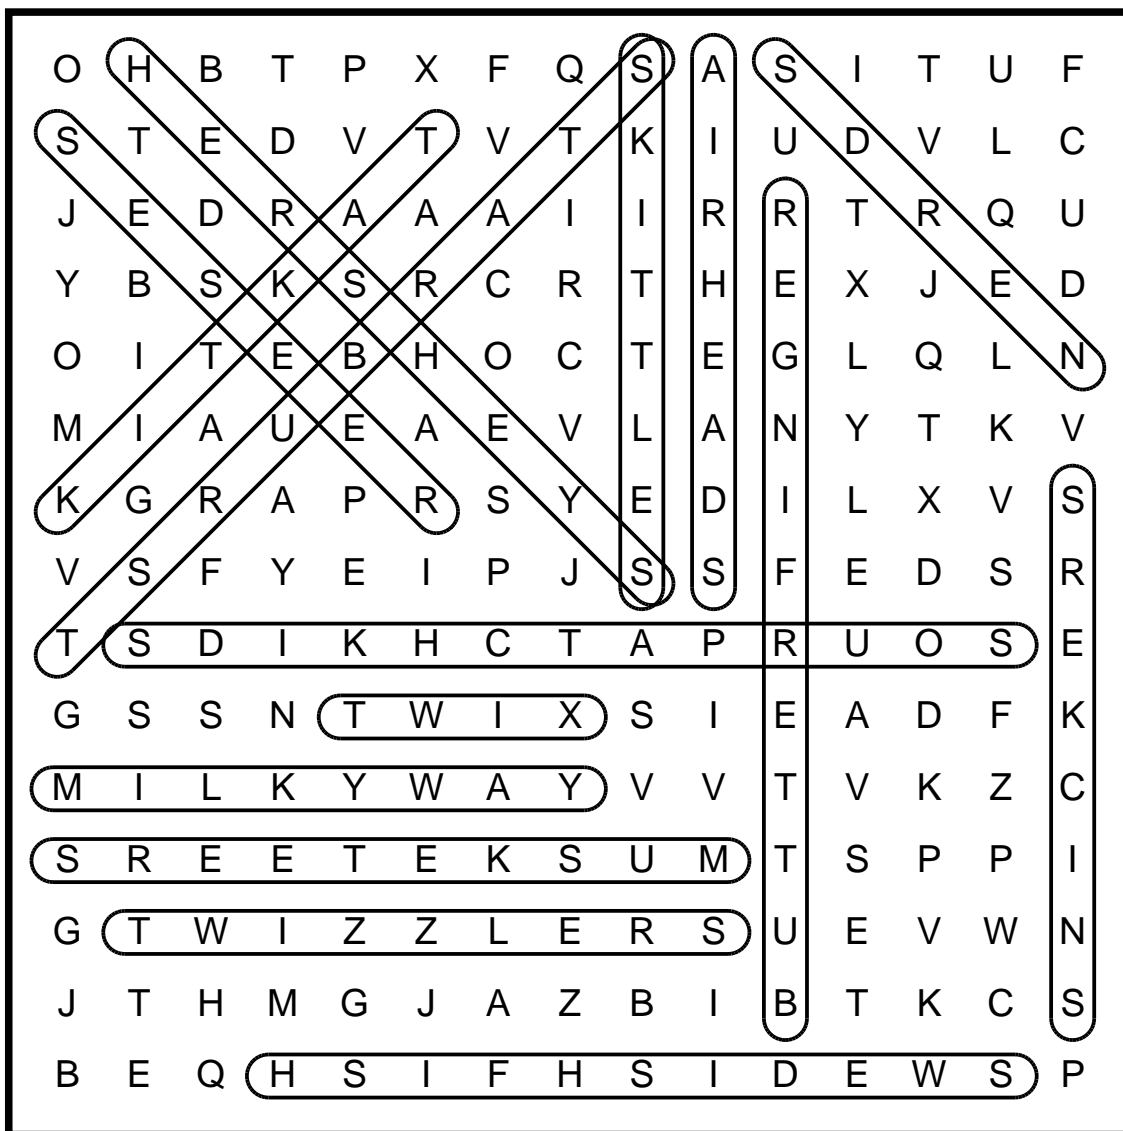 O H B T P X F Q S A S I T U F
S T E D V T V T K I U D V L C
J E D R A A A I I R R T R Q U
Y B S K S R C R T H E X J E D
O I T E B H O C T E G L Q L N
M I A U E A E V L A N Y T K V
K G R A P R S Y E D I L X V S
V S F Y E I P J S S F E D S R
T S D I K H C T A P R U O S E
G S S N T W I X S I E A D F K
M I L K Y W A Y V V T V K Z C
S R E E T E K S U M T S P P I
G T W I Z Z L E R S U E V W N
J T H M G J A Z B I B T K C S
B E Q H S I F H S I D E W S P